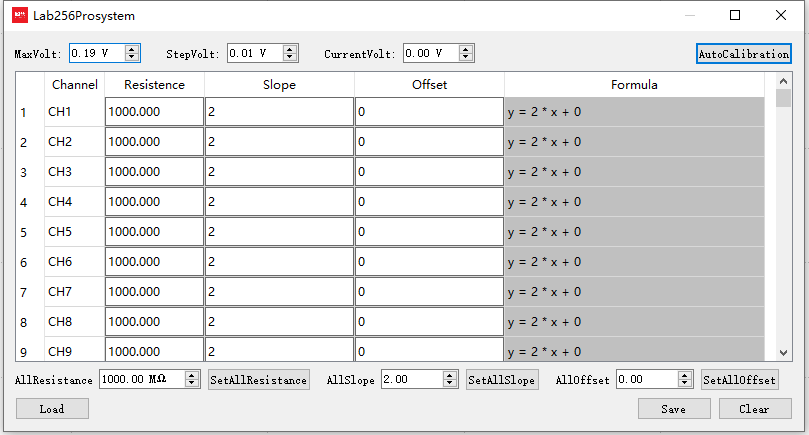 Lab256Prosystem
MaxVolt: 0.19 V StepVolt: 0.01 V CurrentVolt: 0.00 V AutoCalibration
Channel Resistence Slope Offset Formula
1 CH1 1000.000 2 0 y = 2 * x + 0
2 CH2 1000.000 2 0 y = 2 * x + 0
3 CH3 1000.000 2 0 y = 2 * x + 0
4 CH4 1000.000 2 0 y = 2 * x + 0
5 CH5 1000.000 2 0 y = 2 * x + 0
6 CH6 1000.000 2 0 y = 2 * x + 0
7 CH7 1000.000 2 0 y = 2 * x + 0
8 CH8 1000.000 2 0 y = 2 * x + 0
9 CH9 1000.000 2 0 y = 2 * x + 0
AllResistance 1000.00 MΩ SetAllResistance AllSlope 2.00 SetAllSlope AllOffset 0.00 SetAllOffset
Load Save Clear